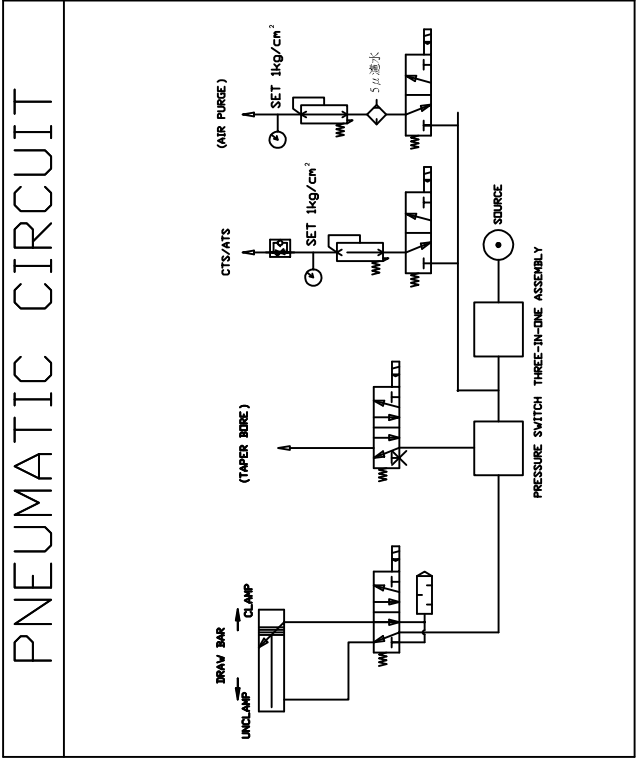 PNEUMATIC CIRCUIT
(AIR PURGE)
SET 1kg/cm²
5μ濾水
CTS/ATS
SET 1kg/cm²
SOURCE
THREE-IN-ONE ASSEMBLY
(TAPER BORE)
PRESSURE SWITCH
DRAW BAR
UNCLAMP
CLAMP